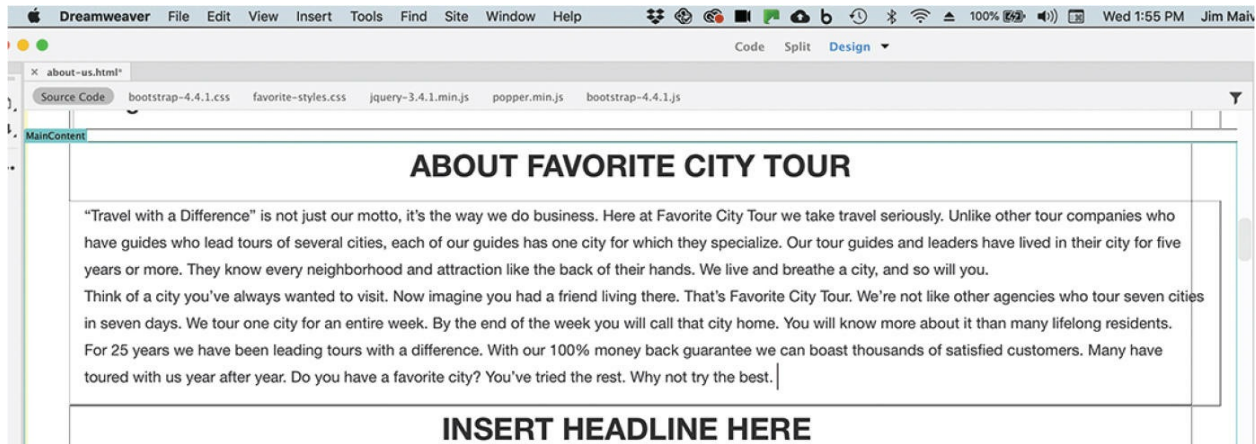 Dreamweaver File Edit View Insert Tools Find Site Window Help 100% Wed 1:55 PM Jim Maiv
Code Split Design
× about-us.html*
Source Code bootstrap-4.4.1.css favorite-styles.css jquery-3.4.1.min.js popper.min.js bootstrap-4.4.1.js
MainContent
ABOUT FAVORITE CITY TOUR
“Travel with a Difference” is not just our motto, it’s the way we do business. Here at Favorite City Tour we take travel seriously. Unlike other tour companies who
have guides who lead tours of several cities, each of our guides has one city for which they specialize. Our tour guides and leaders have lived in their city for five
years or more. They know every neighborhood and attraction like the back of their hands. We live and breathe a city, and so will you.
Think of a city you’ve always wanted to visit. Now imagine you had a friend living there. That’s Favorite City Tour. We’re not like other agencies who tour seven cities
in seven days. We tour one city for an entire week. By the end of the week you will call that city home. You will know more about it than many lifelong residents.
For 25 years we have been leading tours with a difference. With our 100% money back guarantee we can boast thousands of satisfied customers. Many have
toured with us year after year. Do you have a favorite city? You’ve tried the rest. Why not try the best.
INSERT HEADLINE HERE